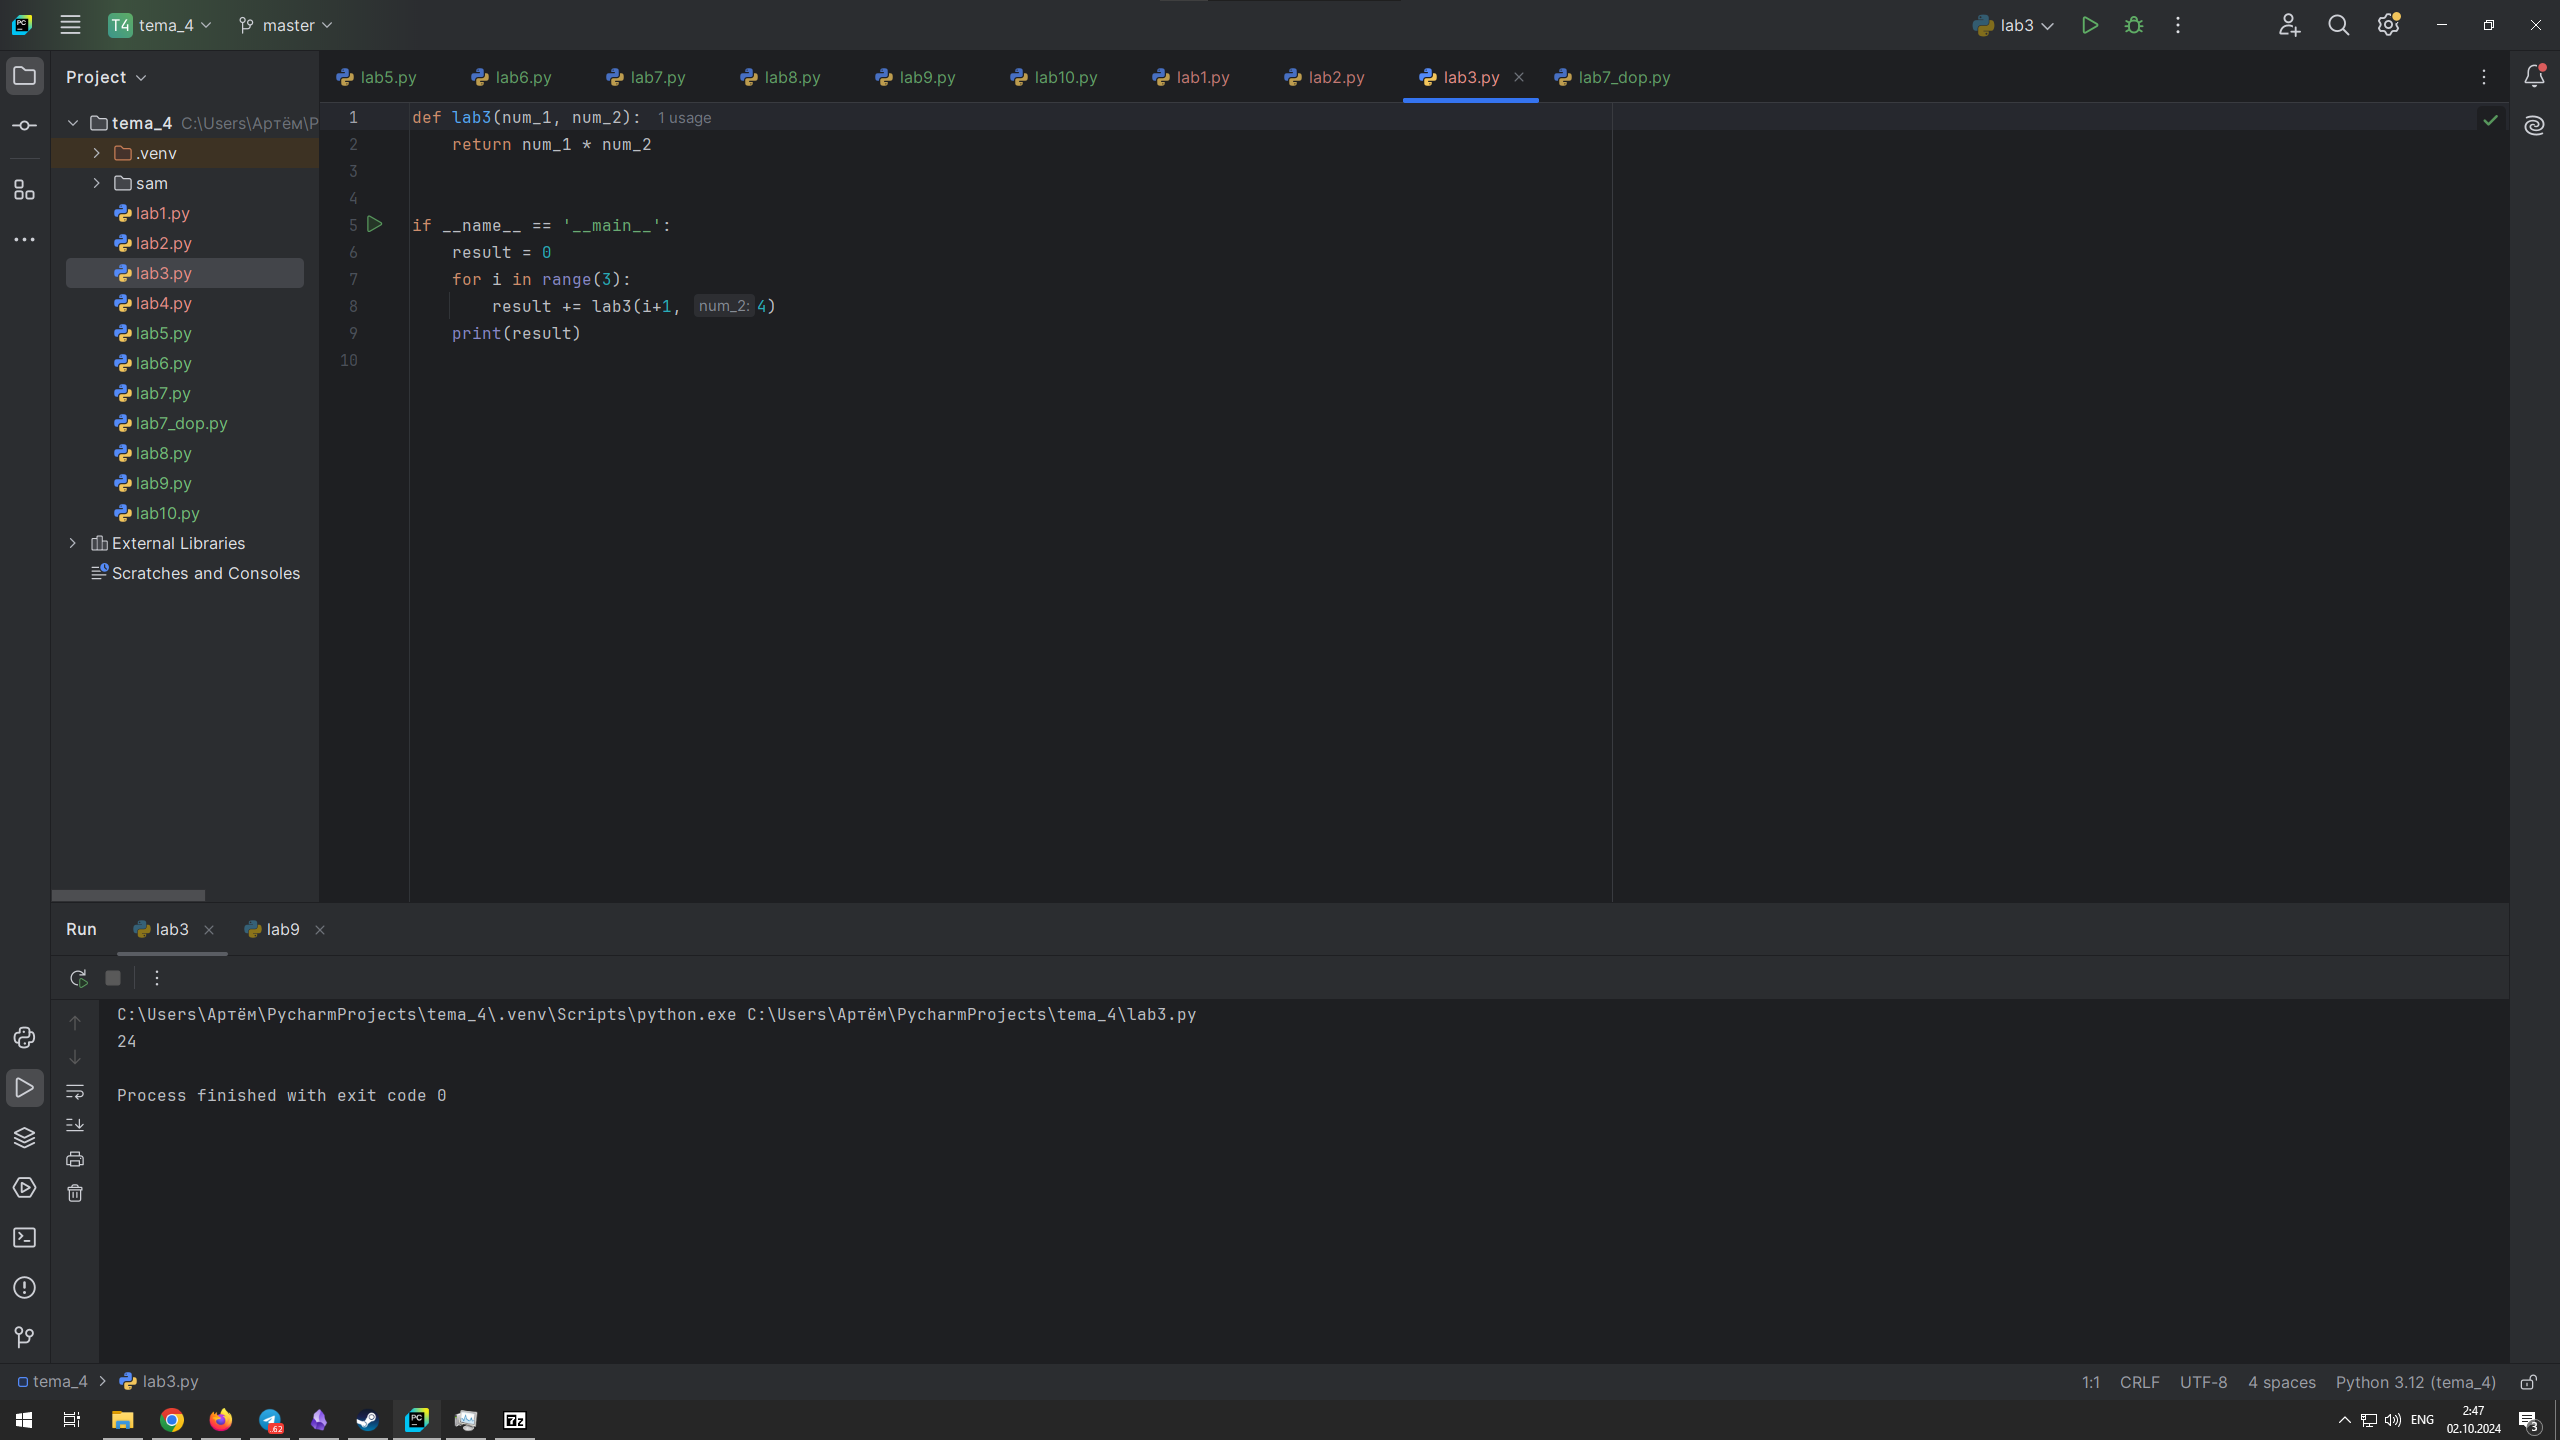 T4 tema_4 master lab3
Project
lab5.py lab6.py lab7.py lab8.py lab9.py lab10.py lab1.py lab2.py lab3.py lab7_dop.py
tema_4 C:\Users\Артём\P
.venv
sam
lab1.py
lab2.py
lab3.py
lab4.py
lab5.py
lab6.py
lab7.py
lab7_dop.py
lab8.py
lab9.py
lab10.py
External Libraries
Scratches and Consoles
1 def lab3(num_1, num_2): 1 usage
2 return num_1 * num_2
3
4
5 if __name__ == '__main__':
6 result = 0
7 for i in range(3):
8 result += lab3(i+1, num_2: 4)
9 print(result)
10
Run lab3 lab9
C:\Users\Артём\PycharmProjects\tema_4\.venv\Scripts\python.exe C:\Users\Артём\PycharmProjects\tema_4\lab3.py
24
Process finished with exit code 0
tema_4 lab3.py
1:1 CRLF UTF-8 4 spaces Python 3.12 (tema_4)
PC
.62
PC
7z
ENG
2:47
02.10.2024
3